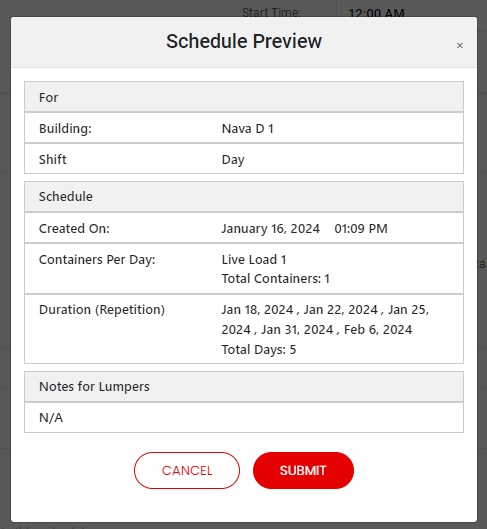 Start Time: 12:00 AM
Schedule Preview ×
For
Building: Nava D 1
Shift Day
Schedule
Created On: January 16, 2024 01:09 PM
Containers Per Day: Live Load 1
Total Containers: 1
Duration (Repetition) Jan 18, 2024 , Jan 22, 2024 , Jan 25,
2024 , Jan 31, 2024 , Feb 6, 2024
Total Days: 5
Notes for Lumpers
N/A
CANCEL SUBMIT